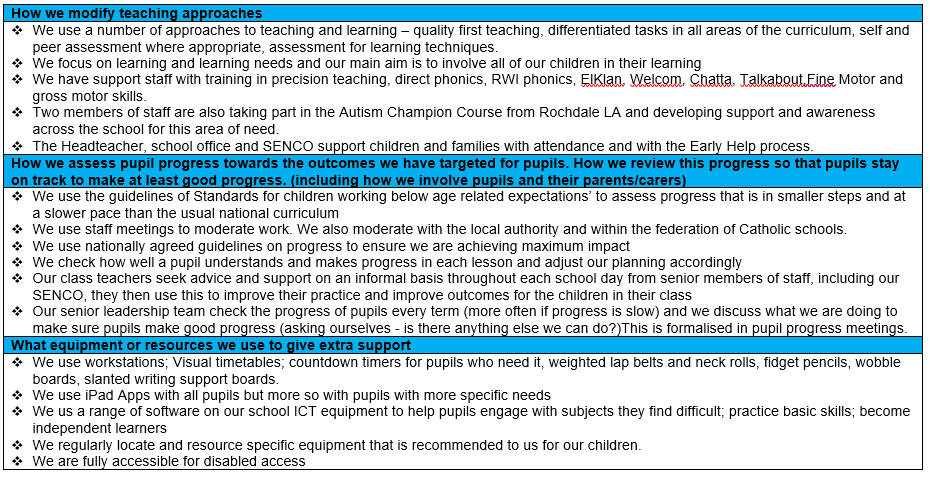 How we modify teaching approaches
❖ We use a number of approaches to teaching and learning – quality first teaching, differentiated tasks in all areas of the curriculum, self and
peer assessment where appropriate, assessment for learning techniques.
❖ We focus on learning and learning needs and our main aim is to involve all of our children in their learning
❖ We have support staff with training in precision teaching, direct phonics, RWI phonics, ElKlan, Welcom, Chatta, Talkabout,Fine Motor and
gross motor skills.
❖ Two members of staff are also taking part in the Autism Champion Course from Rochdale LA and developing support and awareness
across the school for this area of need.
❖ The Headteacher, school office and SENCO support children and families with attendance and with the Early Help process.
How we assess pupil progress towards the outcomes we have targeted for pupils. How we review this progress so that pupils stay
on track to make at least good progress. (including how we involve pupils and their parents/carers)
❖ We use the guidelines of Standards for children working below age related expectations’ to assess progress that is in smaller steps and at
a slower pace than the usual national curriculum
❖ We use staff meetings to moderate work. We also moderate with the local authority and within the federation of Catholic schools.
❖ We use nationally agreed guidelines on progress to ensure we are achieving maximum impact
❖ We check how well a pupil understands and makes progress in each lesson and adjust our planning accordingly
❖ Our class teachers seek advice and support on an informal basis throughout each school day from senior members of staff, including our
SENCO, they then use this to improve their practice and improve outcomes for the children in their class
❖ Our senior leadership team check the progress of pupils every term (more often if progress is slow) and we discuss what we are doing to
make sure pupils make good progress (asking ourselves - is there anything else we can do?)This is formalised in pupil progress meetings.
What equipment or resources we use to give extra support
❖ We use workstations; Visual timetables; countdown timers for pupils who need it, weighted lap belts and neck rolls, fidget pencils, wobble
boards, slanted writing support boards.
❖ We use iPad Apps with all pupils but more so with pupils with more specific needs
❖ We us a range of software on our school ICT equipment to help pupils engage with subjects they find difficult; practice basic skills; become
independent learners
❖ We regularly locate and resource specific equipment that is recommended to us for our children.
❖ We are fully accessible for disabled access